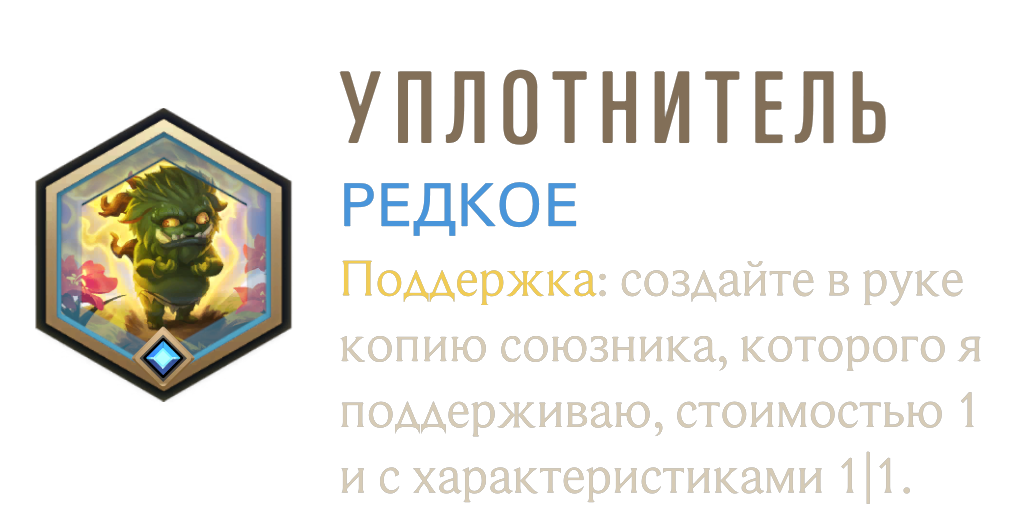 УПЛОТНИТЕЛЬ
РЕДКОЕ
Поддержка: создайте в руке
копию союзника, которого я
поддерживаю, стоимостью 1
и с характеристиками 1|1.